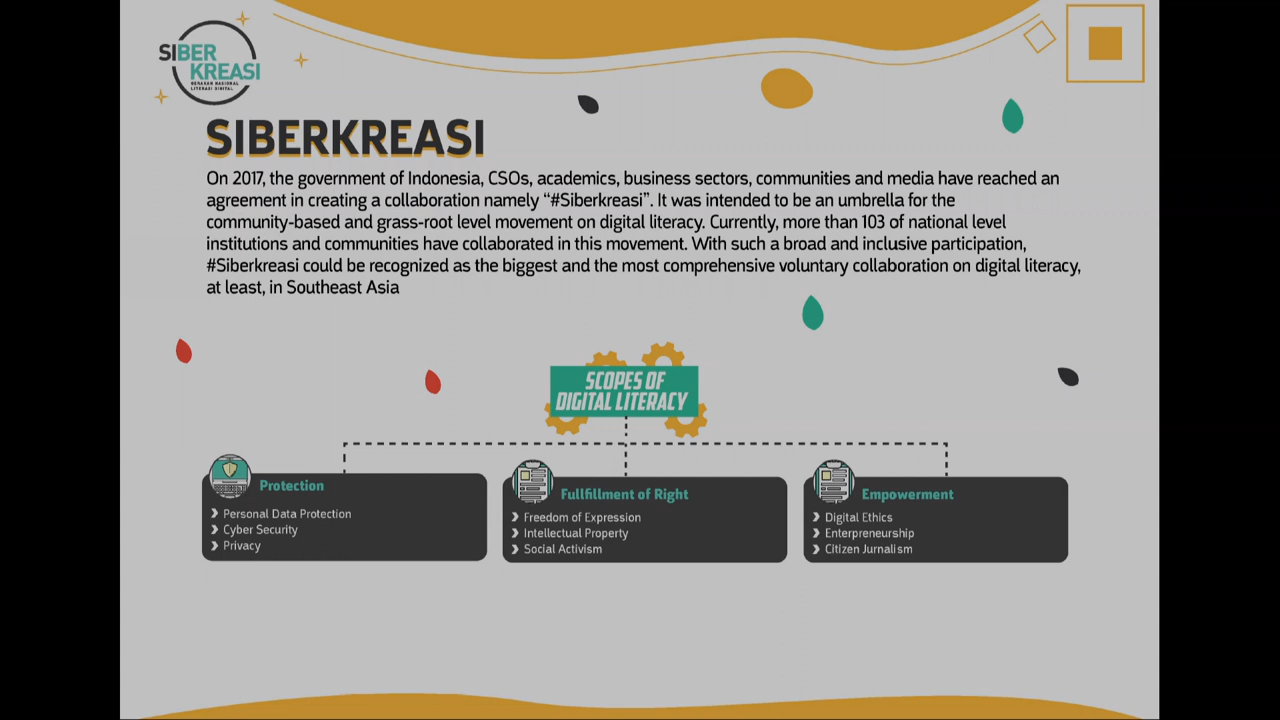 SIBER
KREASI
GERAKAN NASIONAL
LITERASI DIGITAL
SIBERKREASI
On 2017, the government of Indonesia, CSOs, academics, business sectors, communities and media have reached an
agreement in creating a collaboration namely “#Siberkreasi”. It was intended to be an umbrella for the
community-based and grass-root level movement on digital literacy. Currently, more than 103 of national level
institutions and communities have collaborated in this movement. With such a broad and inclusive participation,
#Siberkreasi could be recognized as the biggest and the most comprehensive voluntary collaboration on digital literacy,
at least, in Southeast Asia
SCOPES OF
DIGITAL LITERACY
Protection
Personal Data Protection
Cyber Security
Privacy
Fullfillment of Right
Freedom of Expression
Intellectual Property
Social Activism
Empowerment
Digital Ethics
Enterpreneurship
Citizen Jurnalism